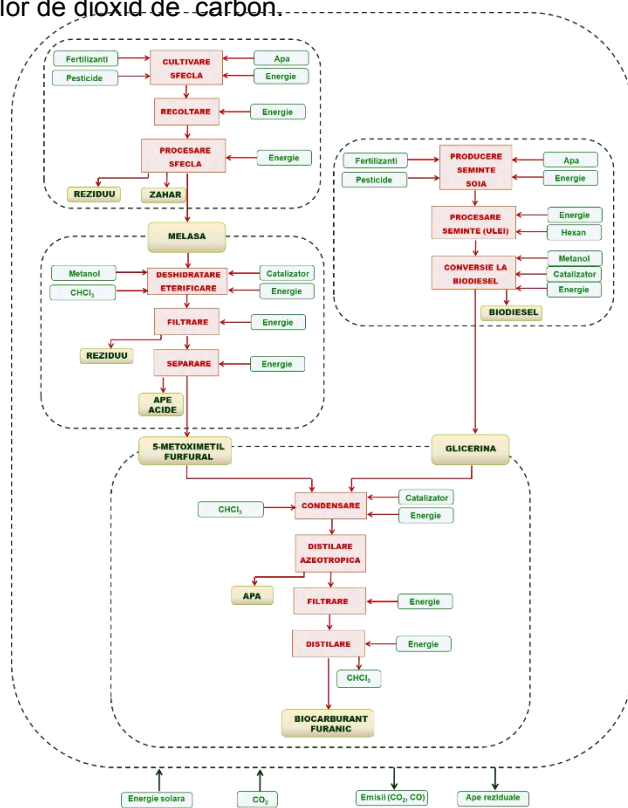 lor de dioxid de carbon.
Fertilizanti
Pesticide
CULTIVARE
SFECLA
Apa
Energie
RECOLTARE
Energie
PROCESARE
SFECLA
Energie
REZIDUU
ZAHAR
MELASA
Fertilizanti
Pesticide
PRODUCERE
SEMINTE
SOIA
Apa
Energie
PROCESARE
SEMINTE (ULEI)
Energie
Hexan
CONVERSIE LA
BIODIESEL
Metanol
Catalizator
Energie
BIODIESEL
Metanol
CHCl₃
DESHIDRATARE
ETERIFICARE
Catalizator
Energie
FILTRARE
Energie
REZIDUU
SEPARARE
Energie
APE
ACIDE
5-METOXIMETIL
FURFURAL
GLICERINA
CHCl₃
CONDENSARE
Catalizator
Energie
DISTILARE
AZEOTROPICA
APA
FILTRARE
Energie
DISTILARE
Energie
CHCl₃
BIOCARBURANT
FURANIC
Energie solara
CO₂
Emisii (CO₂, CO)
Ape reziduale